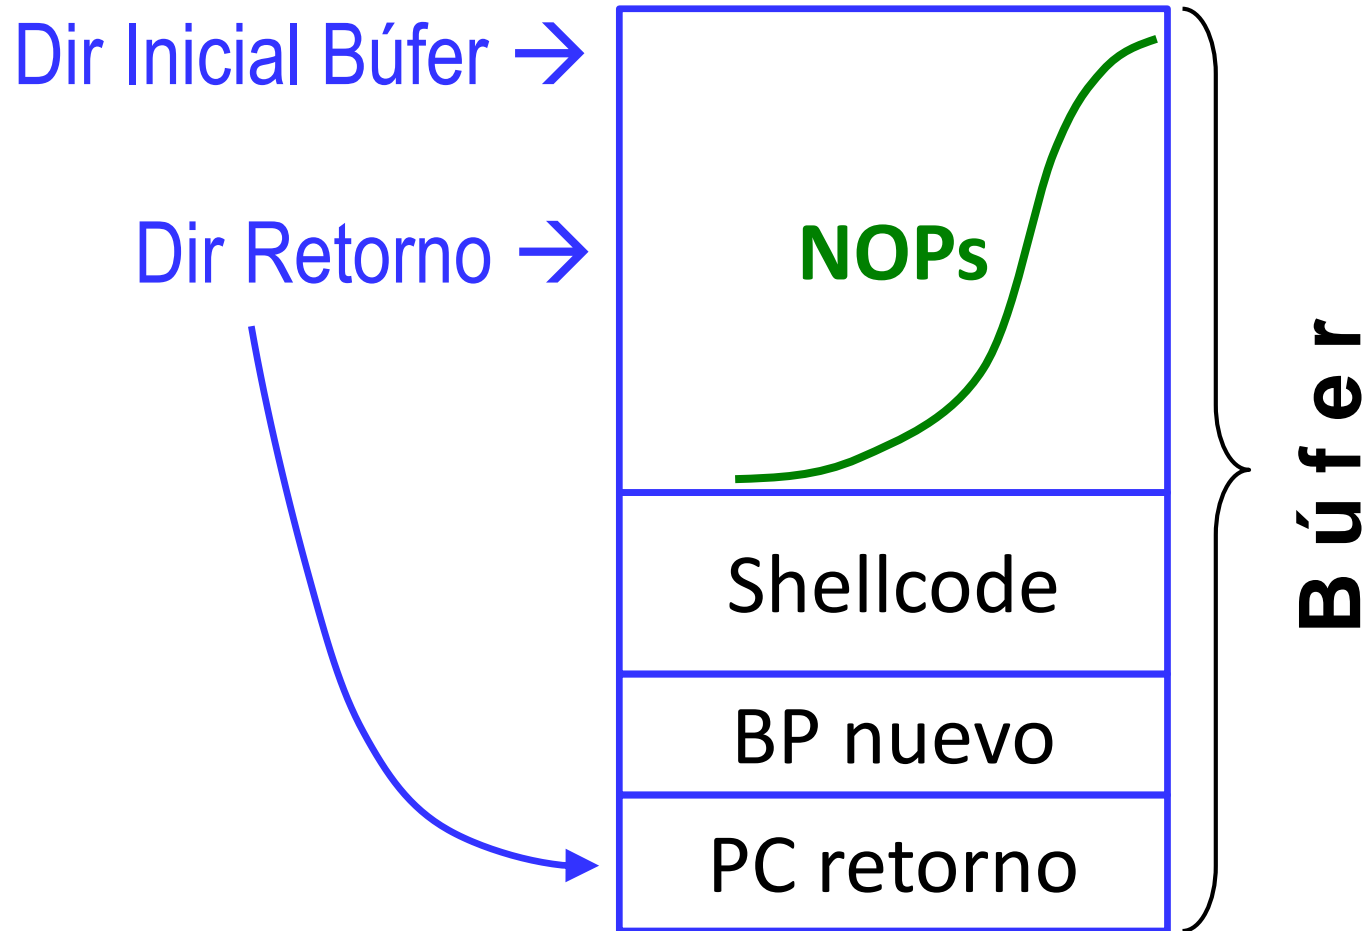 Dir Inicial Búfer →
Dir Retorno →
NOPs
Shellcode
BP nuevo
PC retorno
Búfer